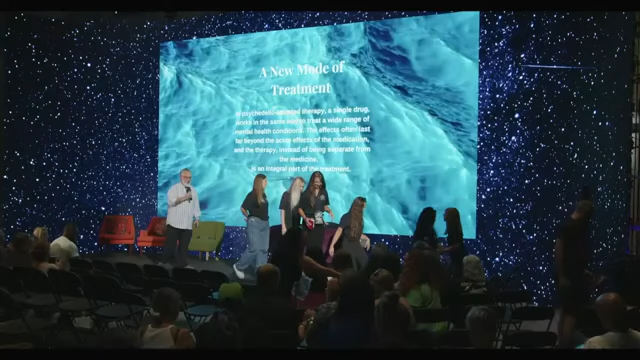 A New Mode of
Treatment
psychedelic-assisted therapy, a single drug,
works in the same way to treat a wide range of
mental health conditions. The effects often last
far beyond the acute effects of the medication,
and the therapy, instead of being separate from
the medicine,
is an integral part of the treatment.